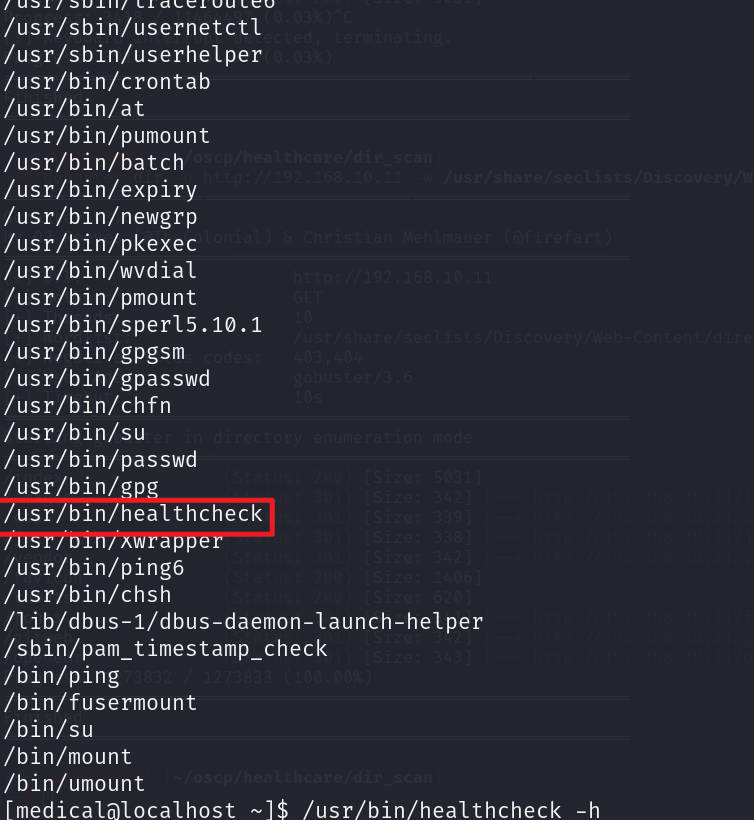 /usr/sbin/traceroute6
/usr/sbin/usernetctl
/usr/sbin/userhelper
/usr/bin/crontab
/usr/bin/at
/usr/bin/pumount
/usr/bin/batch
/usr/bin/expiry
/usr/bin/newgrp
/usr/bin/pkexec
/usr/bin/wvdial
/usr/bin/pmount
/usr/bin/sperl5.10.1
/usr/bin/gpgsm
/usr/bin/gpasswd
/usr/bin/chfn
/usr/bin/su
/usr/bin/passwd
/usr/bin/gpg
/usr/bin/healthcheck
/usr/bin/Xwrapper
/usr/bin/ping6
/usr/bin/chsh
/lib/dbus-1/dbus-daemon-launch-helper
/sbin/pam_timestamp_check
/bin/ping
/bin/fusermount
/bin/su
/bin/mount
/bin/umount
[medical@localhost ~]$ /usr/bin/healthcheck -h